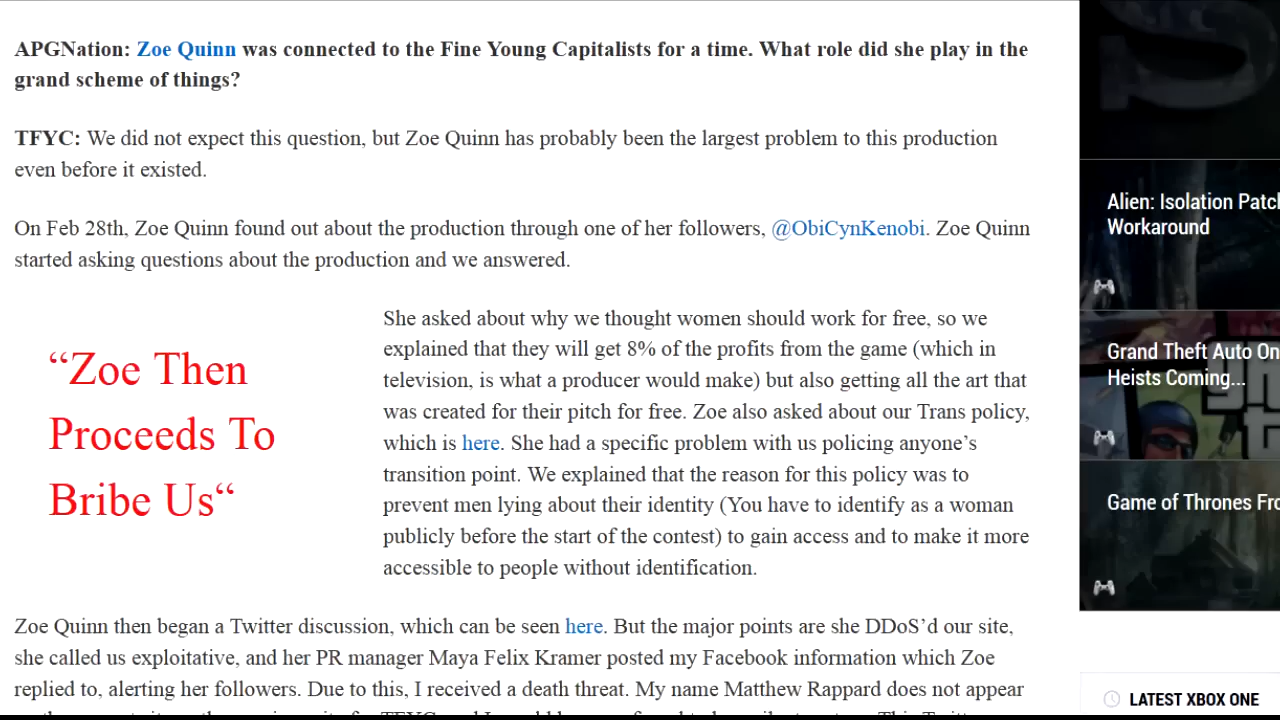 APGNation: Zoe Quinn was connected to the Fine Young Capitalists for a time. What role did she play in the
grand scheme of things?
TFYC: We did not expect this question, but Zoe Quinn has probably been the largest problem to this production
even before it existed.
On Feb 28th, Zoe Quinn found out about the production through one of her followers, @ObiCynKenobi. Zoe Quinn
started asking questions about the production and we answered.
“Zoe Then
Proceeds To
Bribe Us“
She asked about why we thought women should work for free, so we
explained that they will get 8% of the profits from the game (which in
television, is what a producer would make) but also getting all the art that
was created for their pitch for free. Zoe also asked about our Trans policy,
which is here. She had a specific problem with us policing anyone’s
transition point. We explained that the reason for this policy was to
prevent men lying about their identity (You have to identify as a woman
publicly before the start of the contest) to gain access and to make it more
accessible to people without identification.
Zoe Quinn then began a Twitter discussion, which can be seen here. But the major points are she DDoS’d our site,
she called us exploitative, and her PR manager Maya Felix Kramer posted my Facebook information which Zoe
replied to, alerting her followers. Due to this, I received a death threat. My name Matthew Rappard does not appear
Alien: Isolation Patch
Workaround
Grand Theft Auto On
Heists Coming...
Game of Thrones Fro
LATEST XBOX ONE